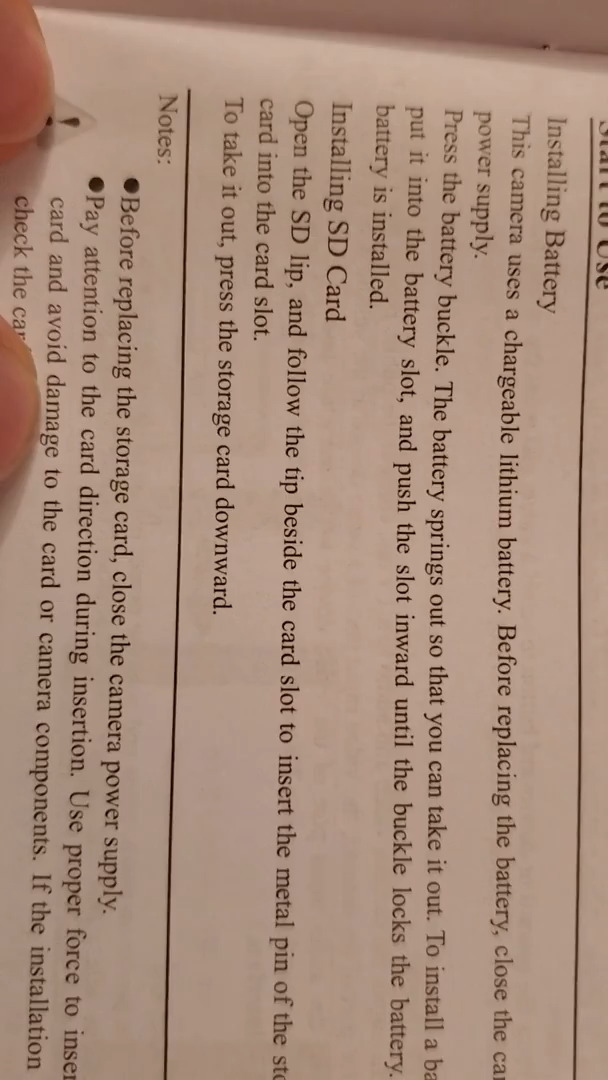 Start to Use
Installing Battery
This camera uses a chargeable lithium battery. Before replacing the battery, close the
power supply.
Press the battery buckle. The battery springs out so that you can take it out. To install a
put it into the battery slot, and push the slot inward until the buckle locks the battery.
battery is installed.
Installing SD Card
Open the SD lip, and follow the tip beside the card slot to insert the metal pin of the
card into the card slot.
To take it out, press the storage card downward.
Notes:
●Before replacing the storage card, close the camera power supply.
●Pay attention to the card direction during insertion. Use proper force to
card and avoid damage to the card or camera components. If the installation
check the